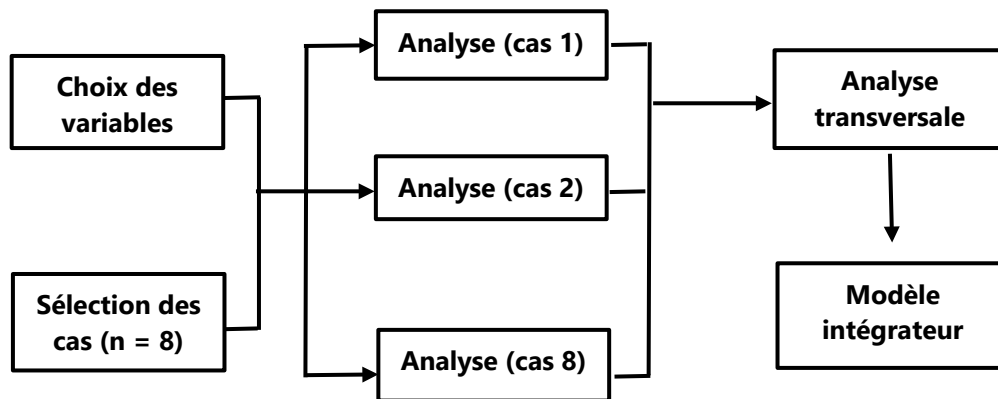 Choix des
variables
Sélection des
cas (n = 8)
Analyse (cas 1)
Analyse (cas 2)
Analyse (cas 8)
Analyse
transversale
Modèle
intégrateur